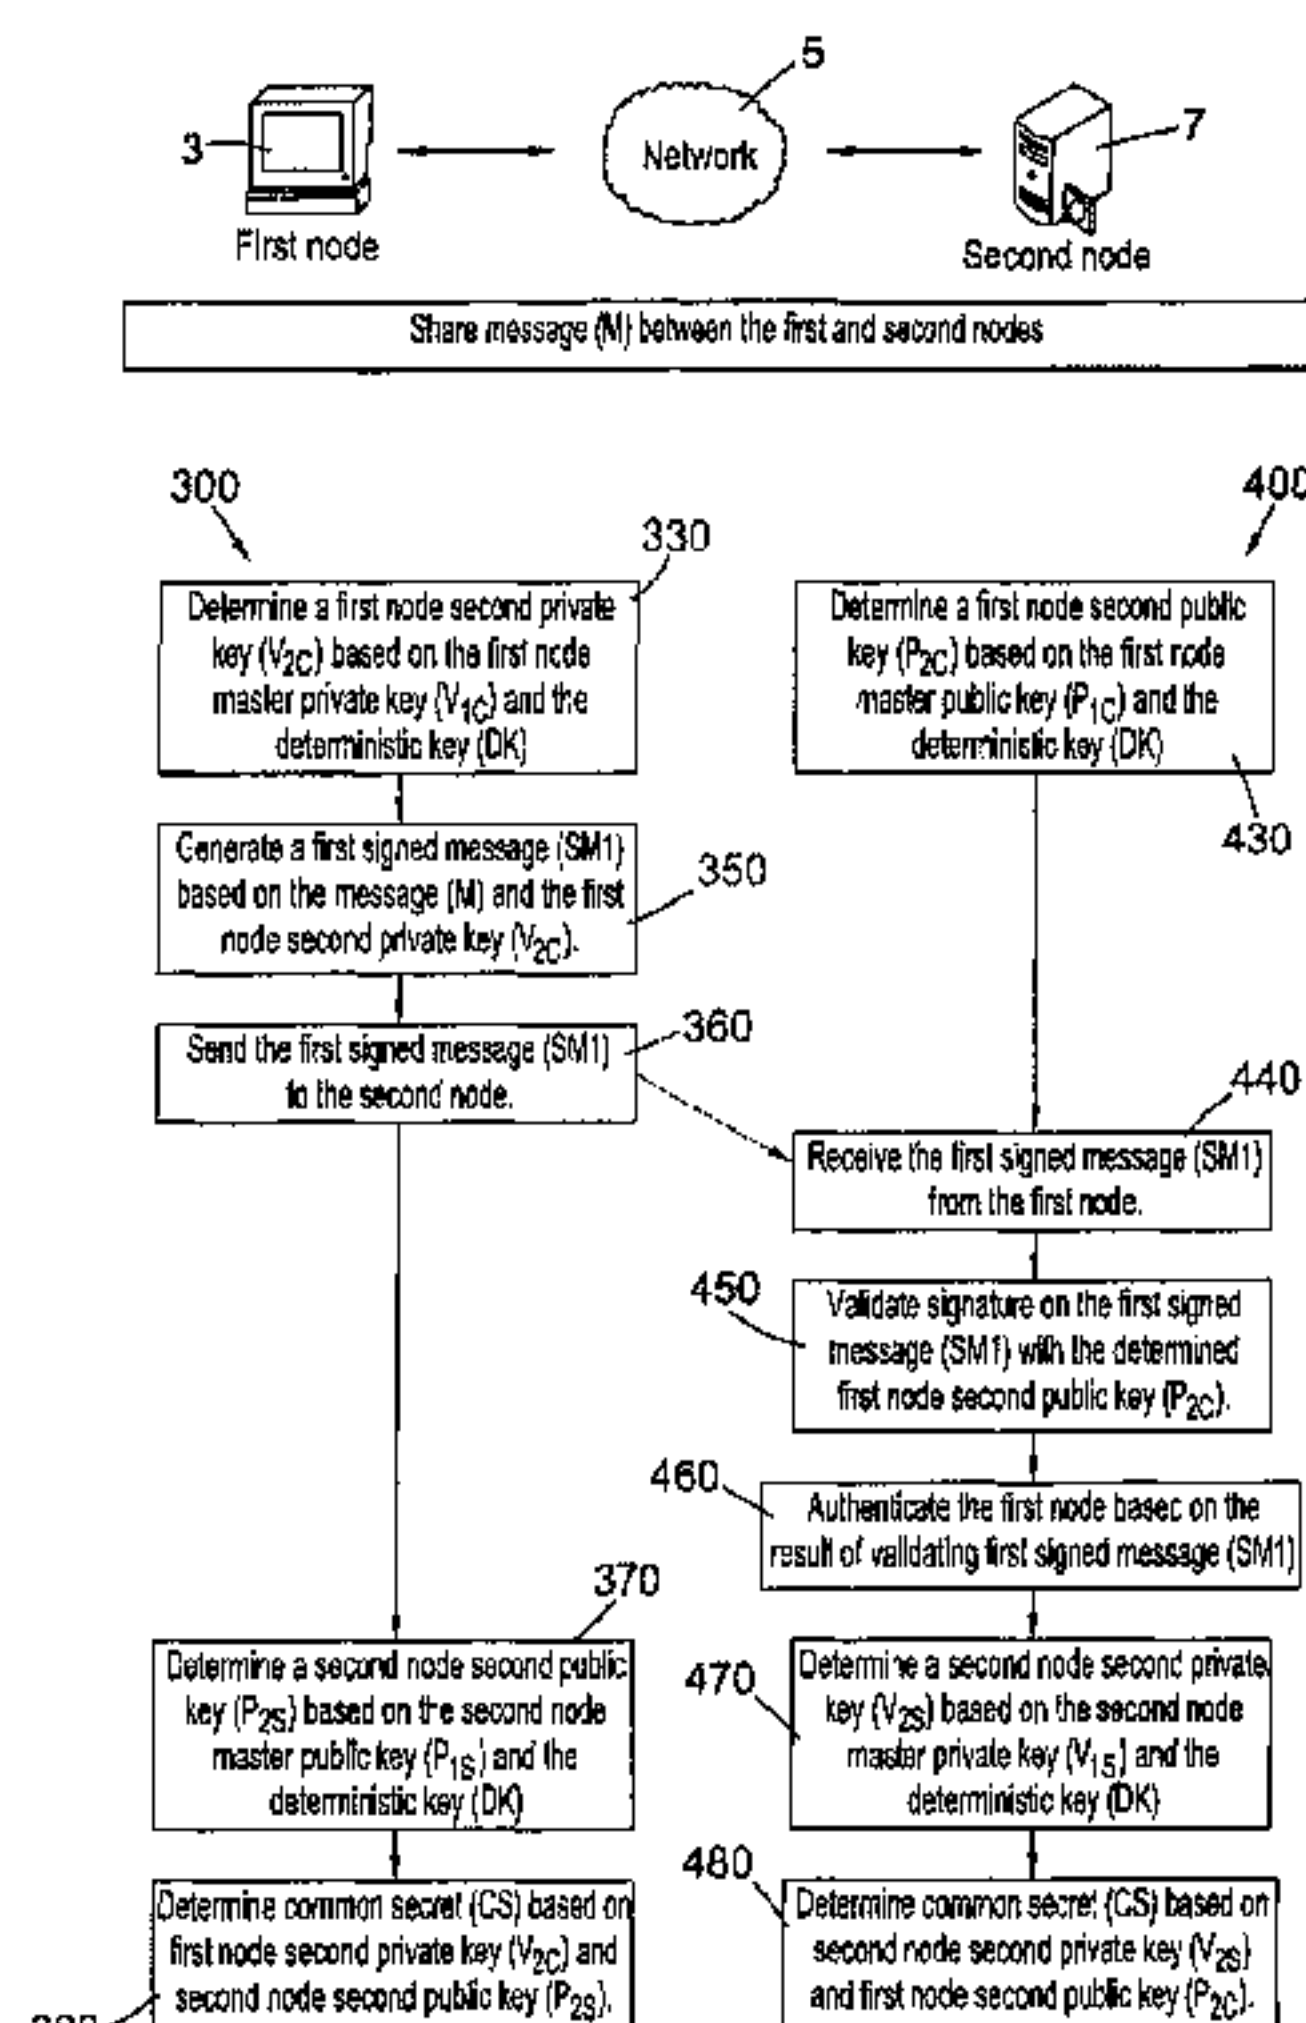 5
3
Network
7
First node
Second node
Share message (M) between the first and second nodes
300
400
330
Determine a first node second private
key (V2C) based on the first node
master private key (V1C) and the
deterministic key (DK)
Determine a first node second public
key (P2C) based on the first node
master public key (P1C) and the
deterministic key (DK)
430
Generate a first signed message (SM1)
based on the message (M) and the first
node second private key (V2C).
350
Send the first signed message (SM1)
to the second node.
360
440
Receive the first signed message (SM1)
from the first node.
450
Validate signature on the first signed
message (SM1) with the determined
first node second public key (P2C).
460
Authenticate the first node based on the
result of validating first signed message (SM1)
370
Determine a second node second public
key (P2S) based on the second node
master public key (P1S) and the
deterministic key (DK)
470
Determine a second node second private
key (V2S) based on the second node
master private key (V1S) and the
deterministic key (DK)
Determine common secret (CS) based on
first node second private key (V2C) and
second node second public key (P2S).
480
Determine common secret (CS) based on
second node second private key (V2S)
and first node second public key (P2C).